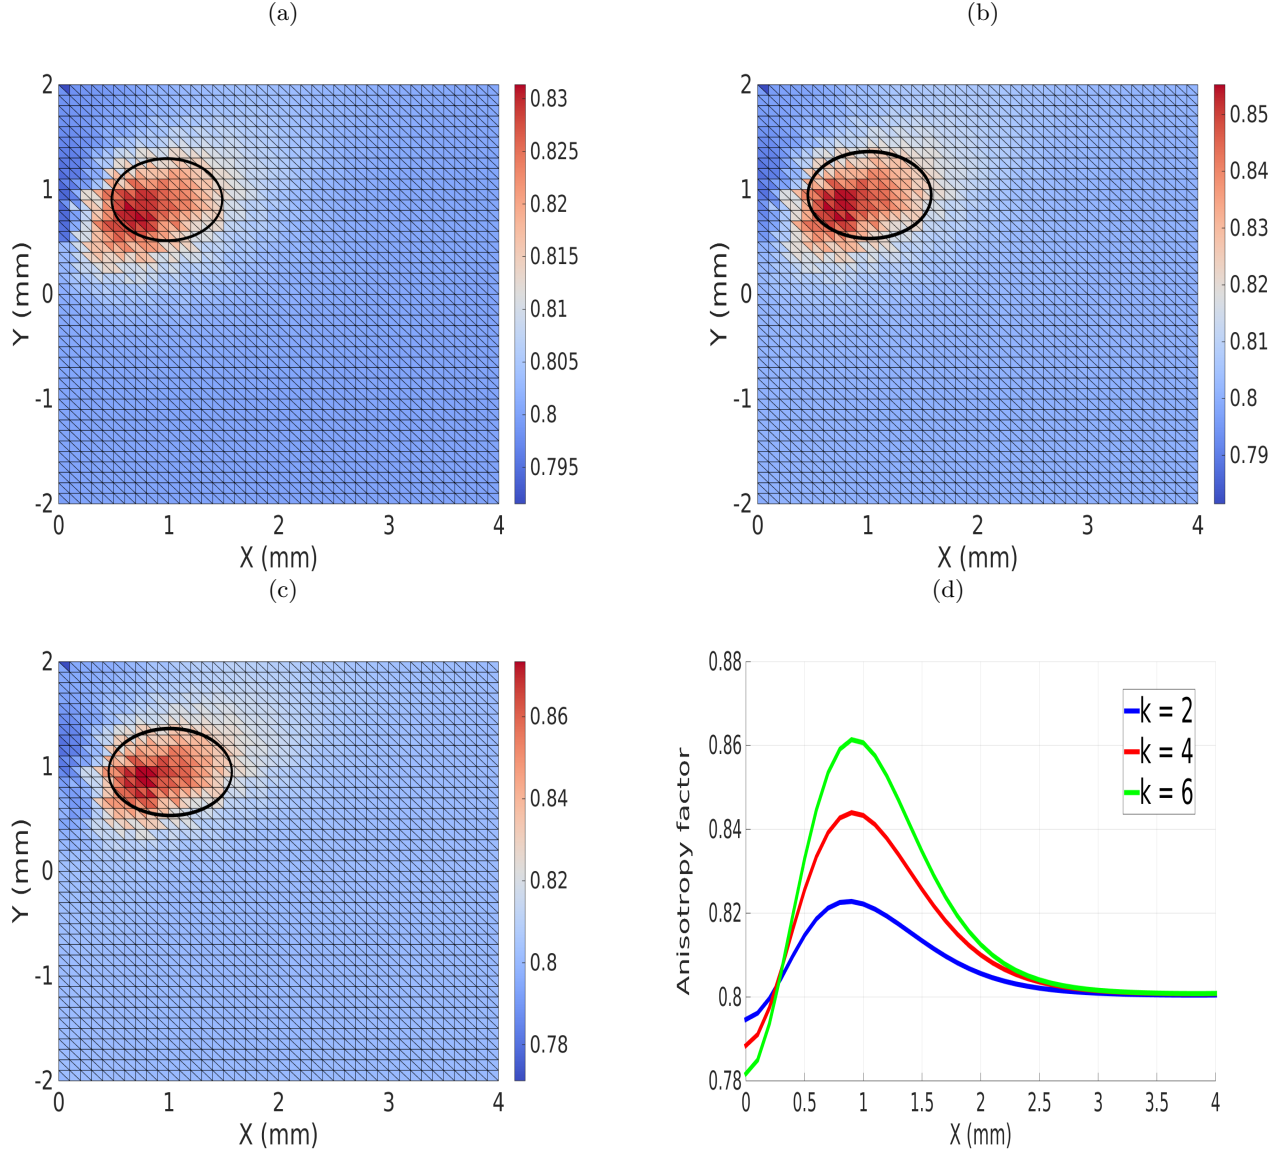 (a)
2
1
0
-1
-2
Y (mm)
0 1 2 3 4
X (mm)
0.83
0.825
0.82
0.815
0.81
0.805
0.8
0.795
(b)
2
1
0
-1
-2
Y (mm)
0 1 2 3 4
X (mm)
0.85
0.84
0.83
0.82
0.81
0.8
0.79
(c)
2
1
0
-1
-2
Y (mm)
0 1 2 3 4
X (mm)
0.86
0.84
0.82
0.8
0.78
(d)
0.88
0.86
0.84
0.82
0.8
0.78
Anisotropy factor
k = 2
k = 4
k = 6
0 0.5 1 1.5 2 2.5 3 3.5 4
X (mm)